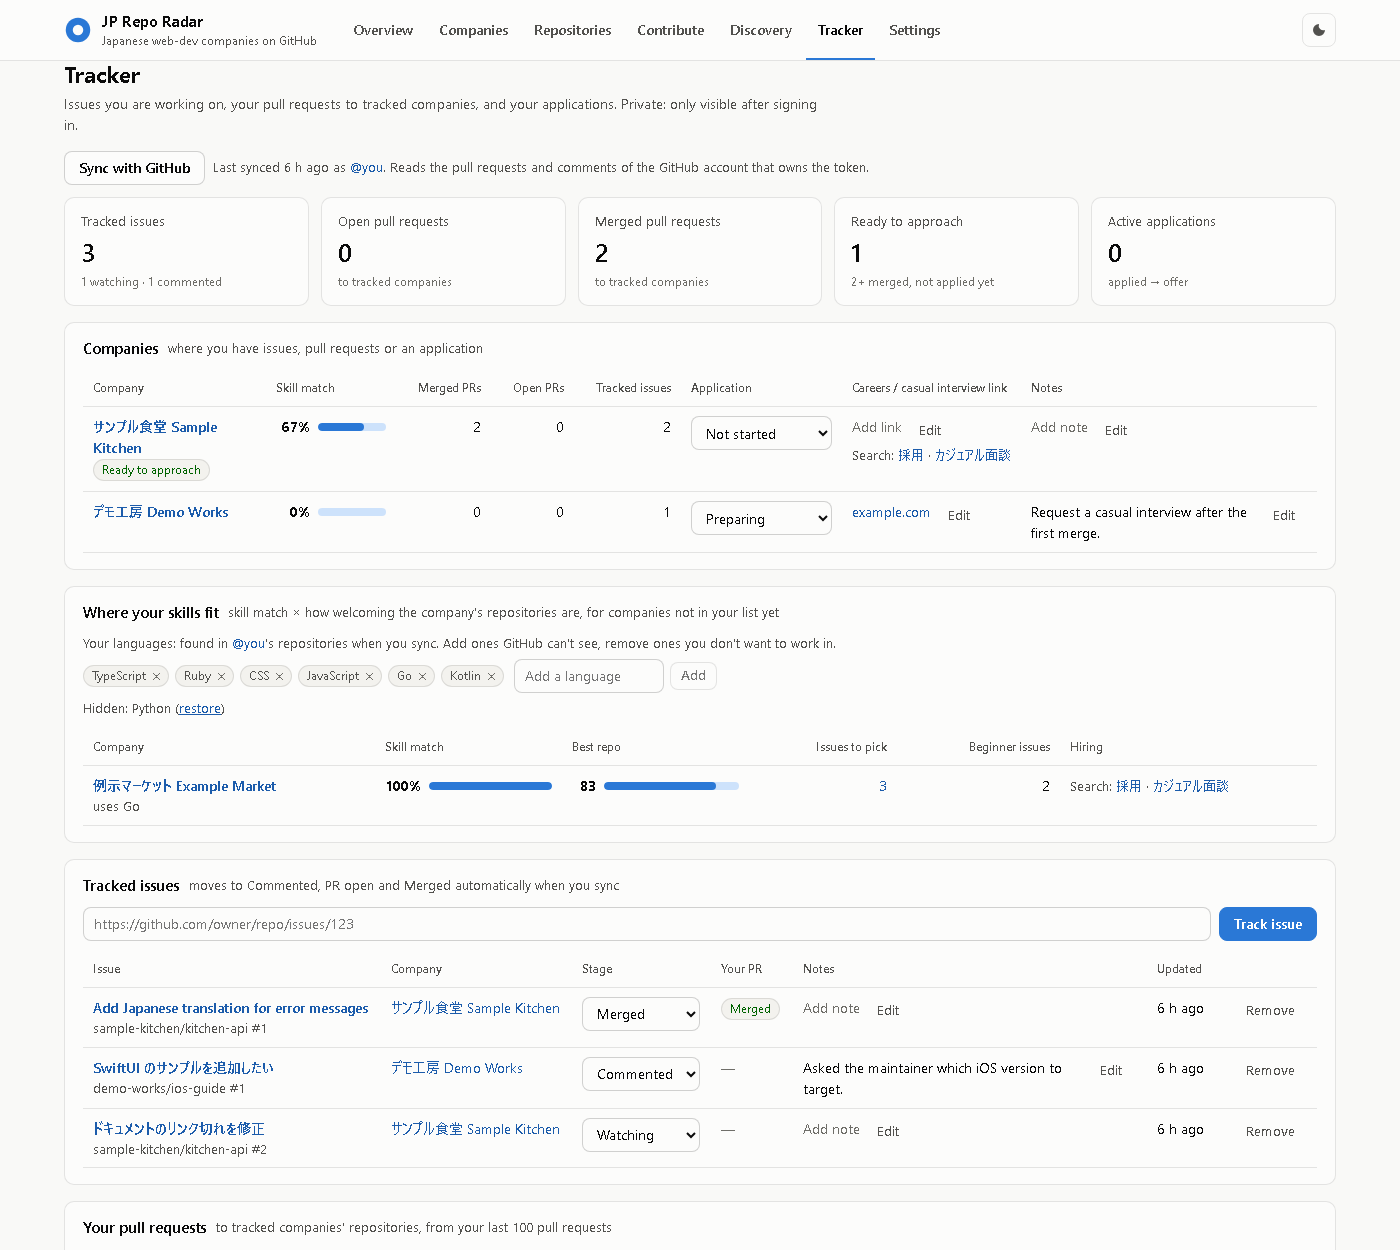 JP Repo Radar
Japanese web-dev companies on GitHub
Overview Companies Repositories Contribute Discovery Tracker Settings
Tracker
Issues you are working on, your pull requests to tracked companies, and your applications. Private: only visible after signing
in.
Sync with GitHub Last synced 6 h ago as @you. Reads the pull requests and comments of the GitHub account that owns the token.
Tracked issues Open pull requests Merged pull requests Ready to approach Active applications
3 0 2 1 0
1 watching · 1 commented to tracked companies to tracked companies 2+ merged, not applied yet applied → offer
Companies where you have issues, pull requests or an application
Company Skill match Merged PRs Open PRs Tracked issues Application Careers / casual interview link Notes
サンプル食堂 Sample 67% 2 0 2 Not started Add link Edit Add note Edit
Kitchen Search: 採用 · カジュアル面談
Ready to approach
デモ工房 Demo Works 0% 0 0 1 Preparing example.com Edit Request a casual interview after the Edit
first merge.
Where your skills fit skill match × how welcoming the company's repositories are, for companies not in your list yet
Your languages: found in @you's repositories when you sync. Add ones GitHub can't see, remove ones you don't want to work in.
TypeScript × Ruby × CSS × JavaScript × Go × Kotlin × Add a language Add
Hidden: Python (restore)
Company Skill match Best repo Issues to pick Beginner issues Hiring
例示マーケット Example Market 100% 83 3 2 Search: 採用 · カジュアル面談
uses Go
Tracked issues moves to Commented, PR open and Merged automatically when you sync
https://github.com/owner/repo/issues/123 Track issue
Issue Company Stage Your PR Notes Updated
Add Japanese translation for error messages サンプル食堂 Sample Kitchen Merged Merged Add note Edit 6 h ago Remove
sample-kitchen/kitchen-api #1
SwiftUI のサンプルを追加したい デモ工房 Demo Works Commented — Asked the maintainer which iOS version to Edit 6 h ago Remove
demo-works/ios-guide #1 target.
ドキュメントのリンク切れを修正 サンプル食堂 Sample Kitchen Watching — Add note Edit 6 h ago Remove
sample-kitchen/kitchen-api #2
Your pull requests to tracked companies' repositories, from your last 100 pull requests